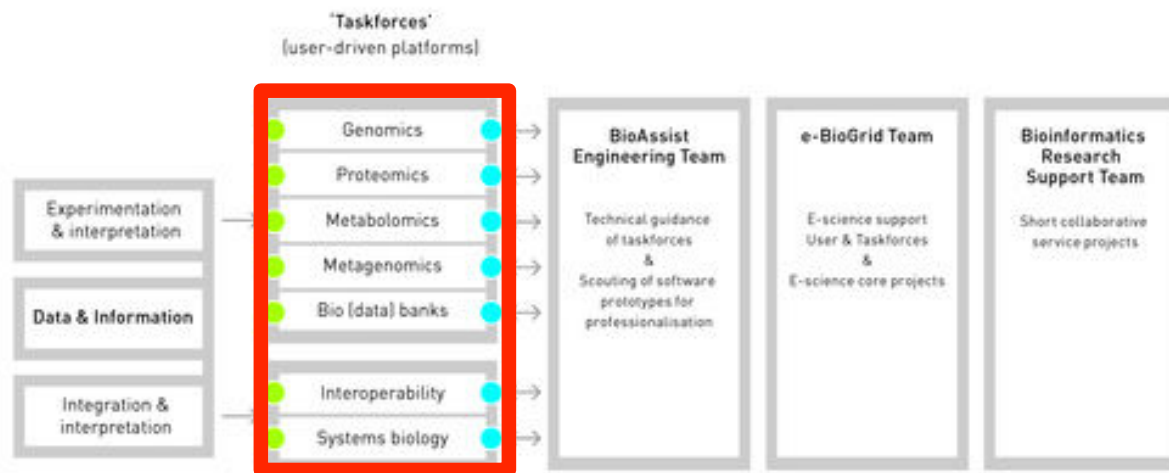 'Taskforces'
(user-driven platforms)
Experimentation
& interpretation
Data & Information
Integration &
interpretation
Genomics
Proteomics
Metabolomics
Metagenomics
Bio (data) banks
Interoperability
Systems biology
BioAssist
Engineering Team
Technical guidance
of taskforces
&
Scouting of software
prototypes for
professionalisation
e-BioGrid Team
E-science support
User & Taskforces
&
E-science core projects
Bioinformatics
Research
Support Team
Short collaborative
service projects